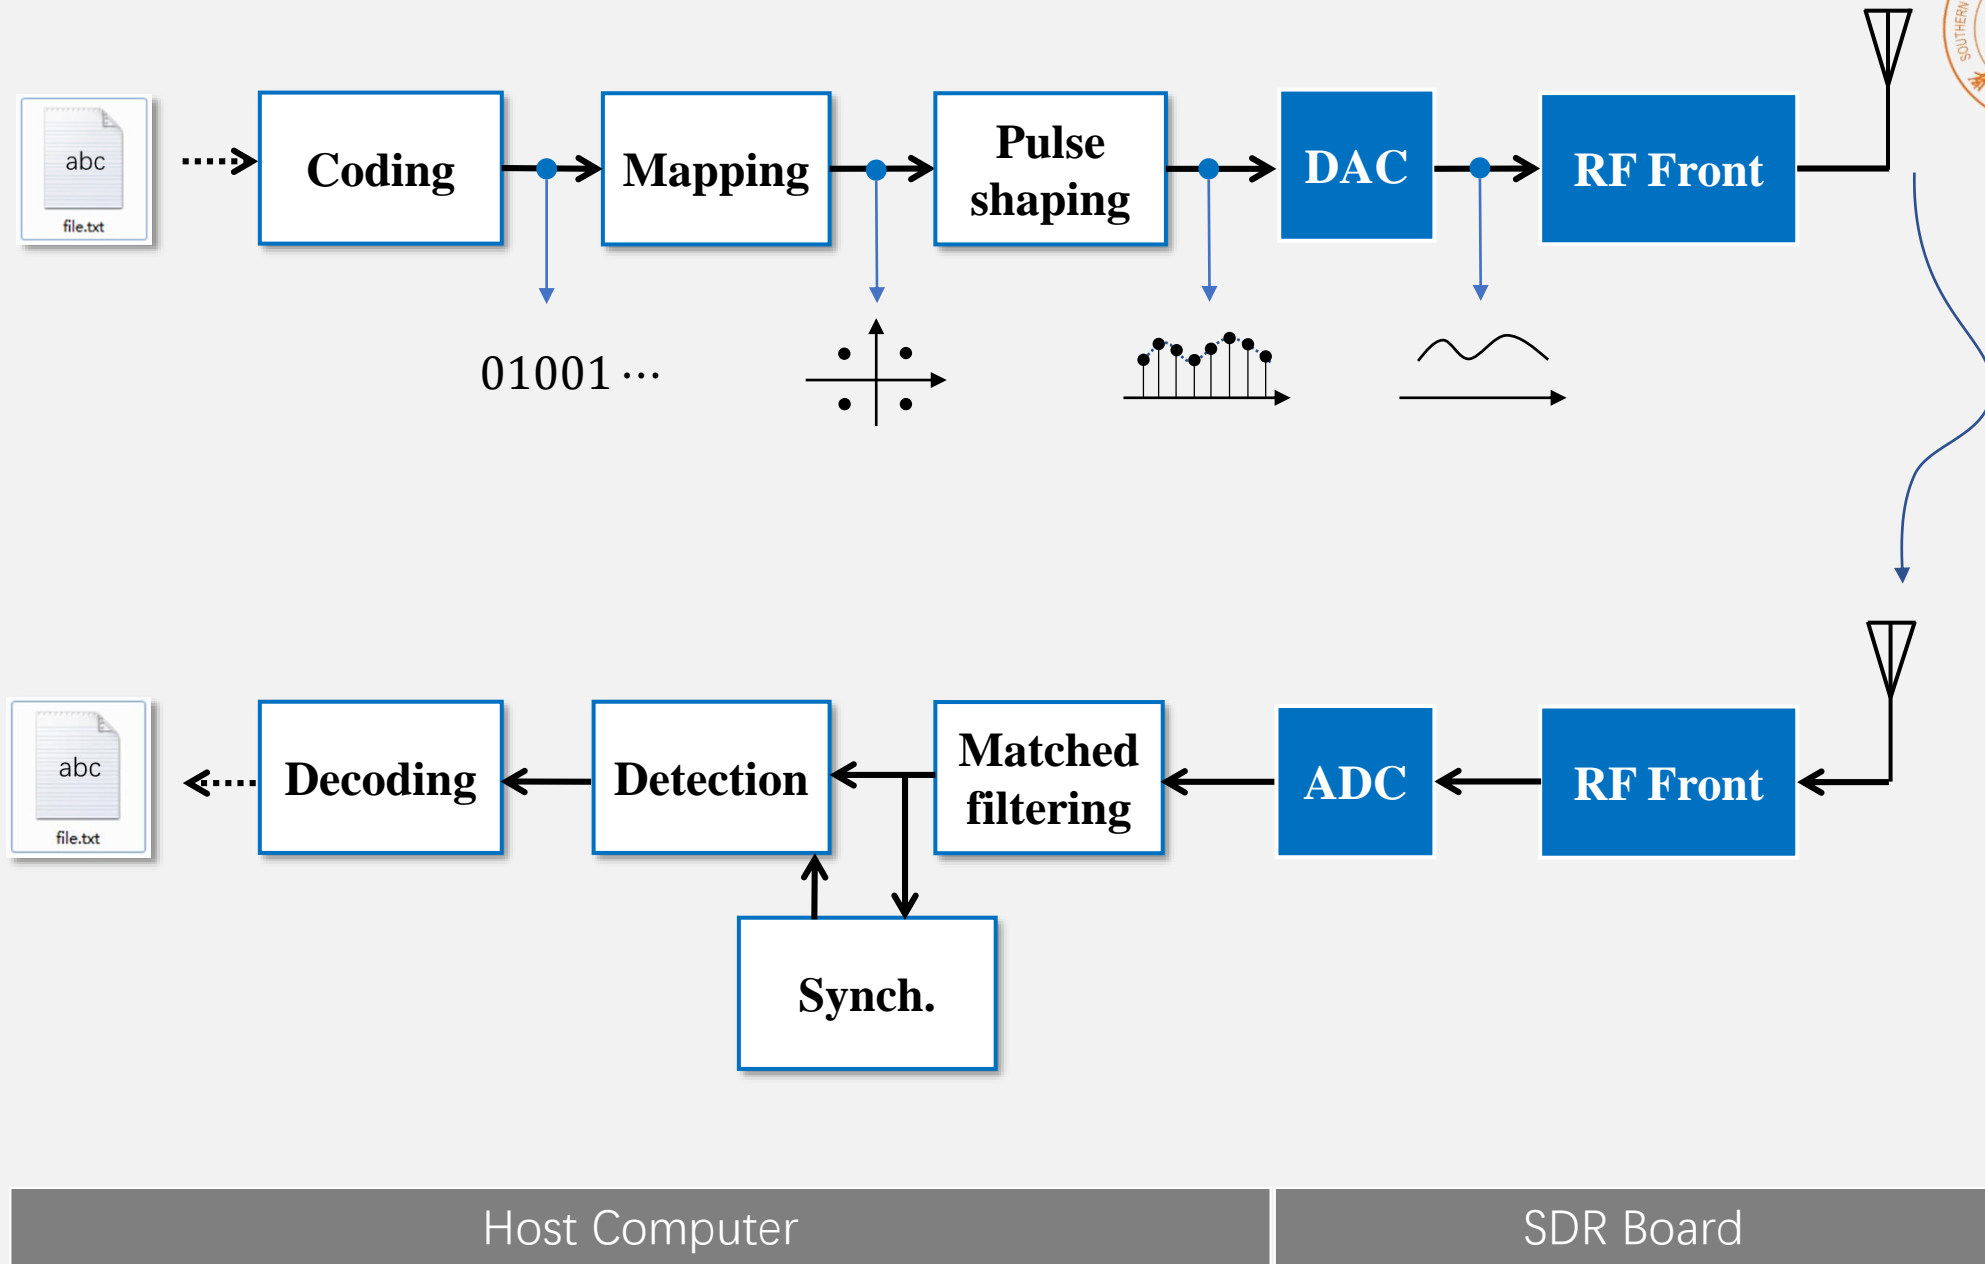 SOUTHERN
abc
file.txt
Coding
Mapping
Pulse
shaping
DAC
RF Front
01001 ···
abc
file.txt
Decoding
Detection
Matched
filtering
ADC
RF Front
Synch.
Host Computer
SDR Board